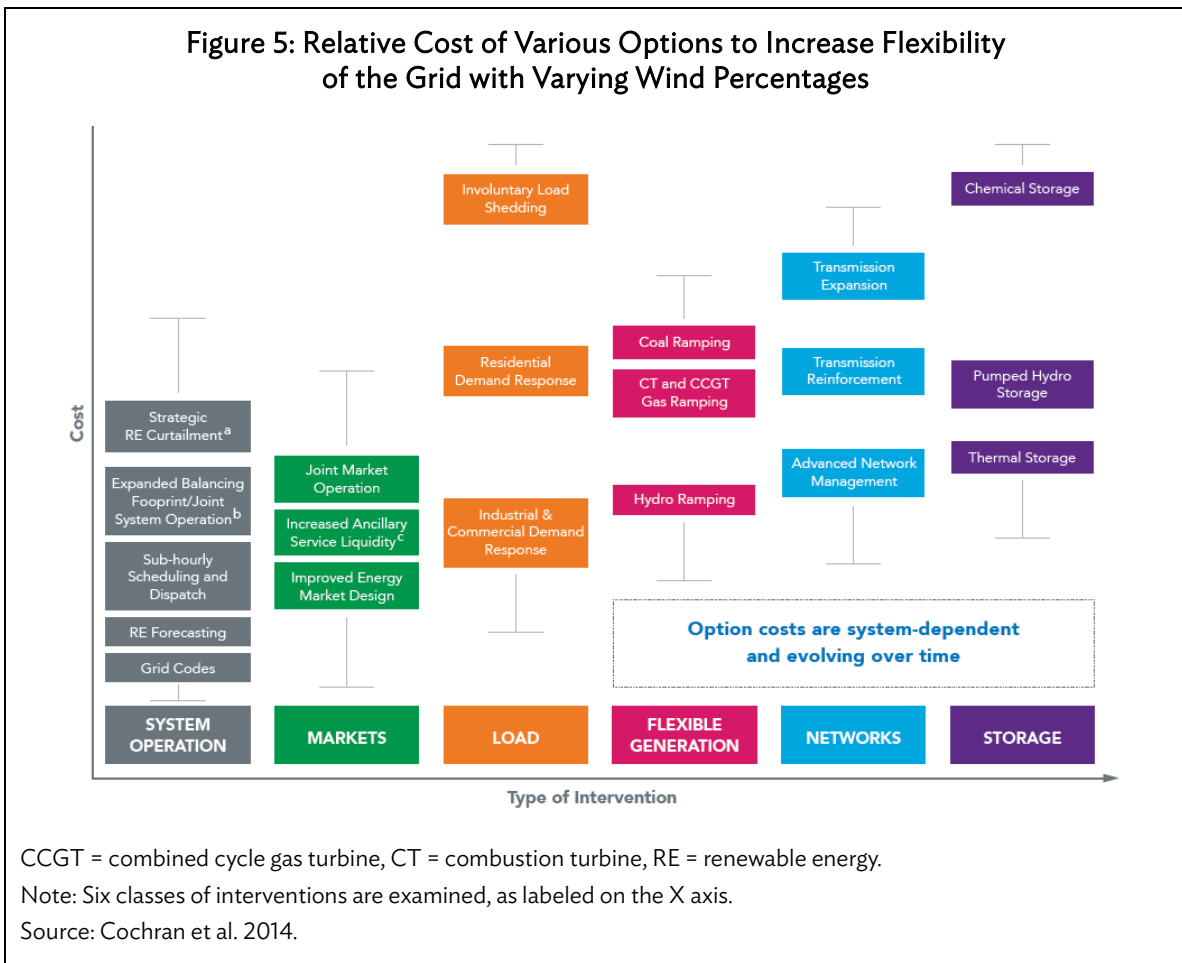 Figure 5: Relative Cost of Various Options to Increase Flexibility
of the Grid with Varying Wind Percentages
Cost
Strategic
RE Curtailment a
Expanded Balancing
Fooprint/Joint
System Operation b
Sub-hourly
Scheduling and
Dispatch
RE Forecasting
Grid Codes
SYSTEM
OPERATION
Joint Market
Operation
Increased Ancillary
Service Liquidity c
Improved Energy
Market Design
MARKETS
Involuntary Load
Shedding
Residential
Demand Response
Industrial &
Commercial Demand
Response
LOAD
Coal Ramping
CT and CCGT
Gas Ramping
Hydro Ramping
FLEXIBLE
GENERATION
Transmission
Expansion
Transmission
Reinforcement
Advanced Network
Management
NETWORKS
Chemical Storage
Pumped Hydro
Storage
Thermal Storage
STORAGE
Option costs are system-dependent
and evolving over time
Type of Intervention
CCGT = combined cycle gas turbine, CT = combustion turbine, RE = renewable energy.
Note: Six classes of interventions are examined, as labeled on the X axis.
Source: Cochran et al. 2014.